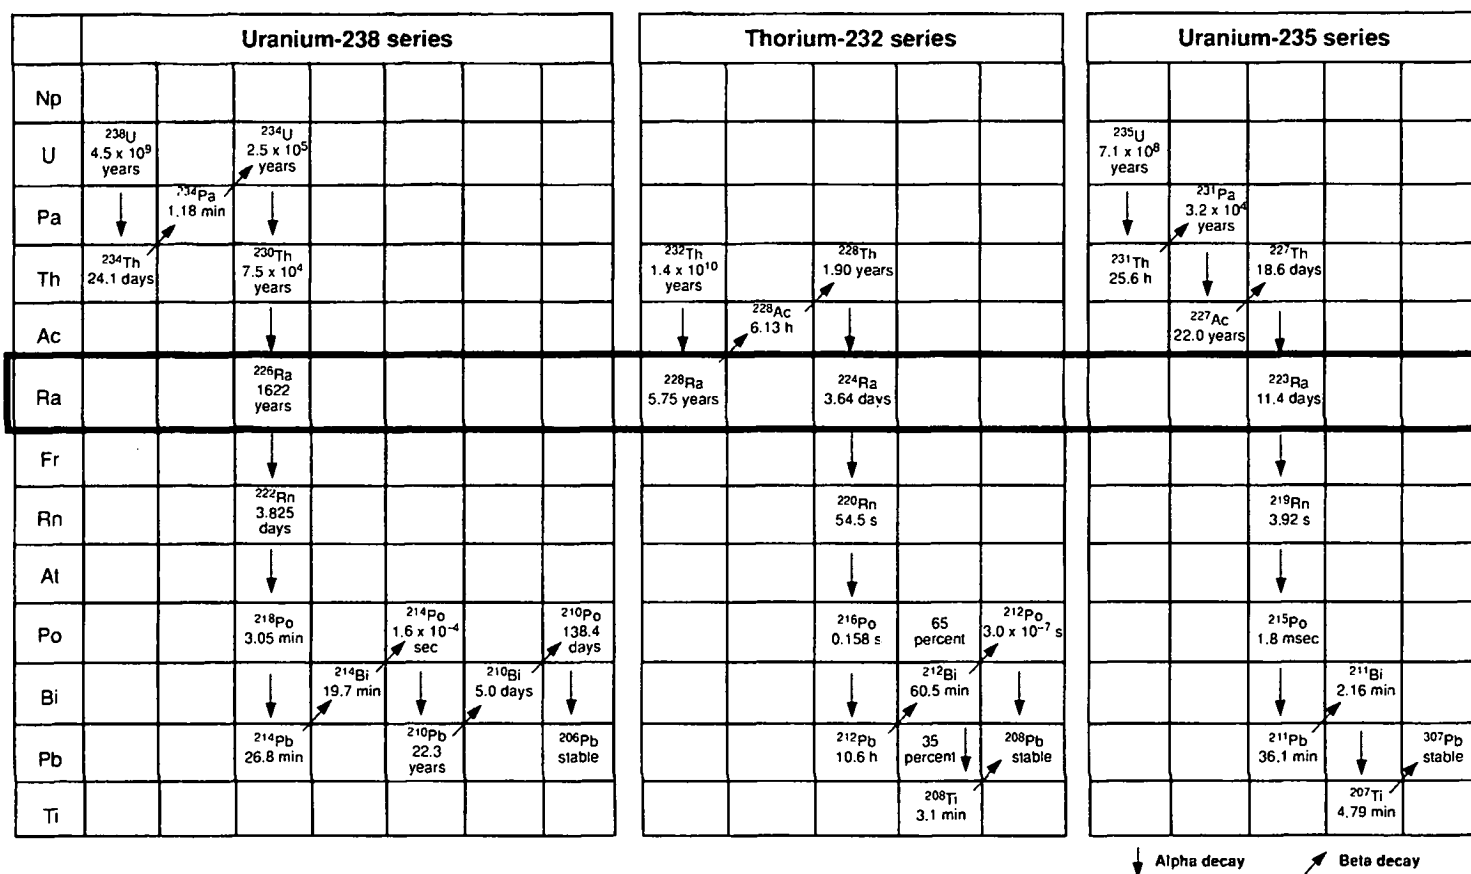 Uranium-238 series Thorium-232 series Uranium-235 series
Np
U
²³⁸U
4.5 x 10⁹
years
²³⁴U
2.5 x 10⁵
years
²³⁵U
7.1 x 10⁸
years
Pa
²³⁴Pa
1.18 min
²³¹Pa
3.2 x 10⁴
years
Th
²³⁴Th
24.1 days
²³⁰Th
7.5 x 10⁴
years
²³²Th
1.4 x 10¹⁰
years
²²⁸Th
1.90 years
²³¹Th
25.6 h
²²⁷Th
18.6 days
Ac
²²⁸Ac
6.13 h
²²⁷Ac
22.0 years
Ra
²²⁶Ra
1622
years
²²⁸Ra
5.75 years
²²⁴Ra
3.64 days
²²³Ra
11.4 days
Fr
Rn
²²²Rn
3.825
days
²²⁰Rn
54.5 s
²¹⁹Rn
3.92 s
At
Po
²¹⁸Po
3.05 min
²¹⁴Po
1.6 x 10⁻⁴
sec
²¹⁰Po
138.4
days
²¹⁶Po
0.158 s
65
percent
²¹²Po
3.0 x 10⁻⁷ s
²¹⁵Po
1.8 msec
Bi
²¹⁴Bi
19.7 min
²¹⁰Bi
5.0 days
²¹²Bi
60.5 min
²¹¹Bi
2.16 min
Pb
²¹⁴Pb
26.8 min
²¹⁰Pb
22.3
years
²⁰⁶Pb
stable
²¹²Pb
10.6 h
35
percent
²⁰⁸Pb
stable
²¹¹Pb
36.1 min
³⁰⁷Pb
stable
Ti
²⁰⁸Ti
3.1 min
²⁰⁷Ti
4.79 min
Alpha decay Beta decay